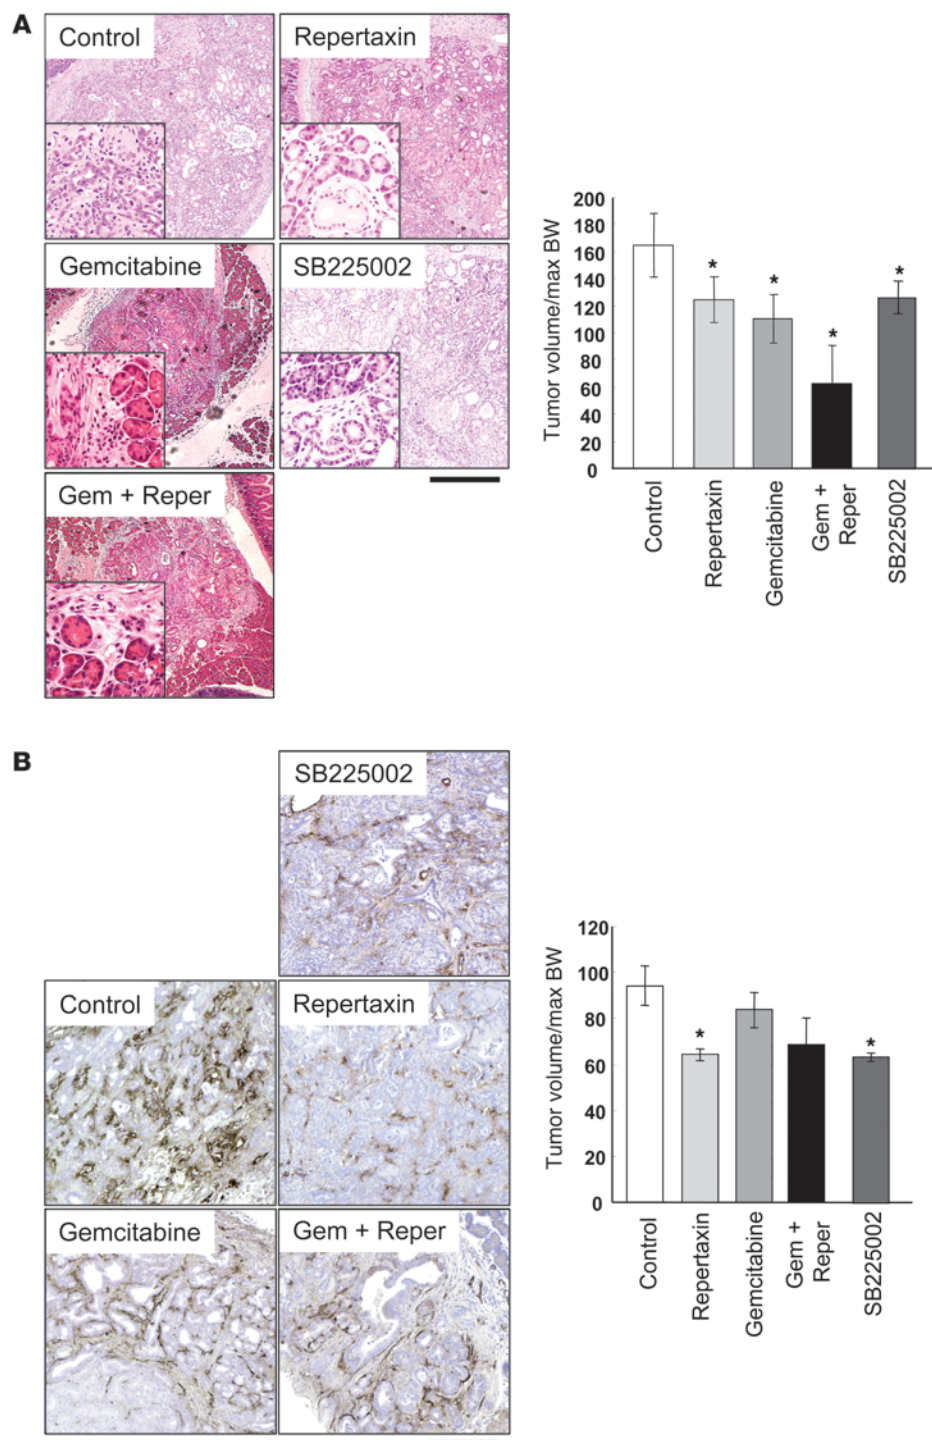 A
Control
Repertaxin
Gemcitabine
SB225002
Gem + Reper
Tumor volume/max BW
200
180
160
140
120
100
80
60
40
20
0
Control
Repertaxin
Gemcitabine
Gem +
Reper
SB225002
*
*
*
*
B
SB225002
Control
Repertaxin
Gemcitabine
Gem + Reper
Tumor volume/max BW
120
100
80
60
40
20
0
Control
Repertaxin
Gemcitabine
Gem +
Reper
SB225002
*
*